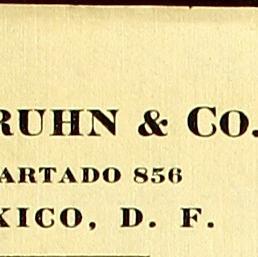 RUHN & CO.
ARTADO 856
XICO, D. F.